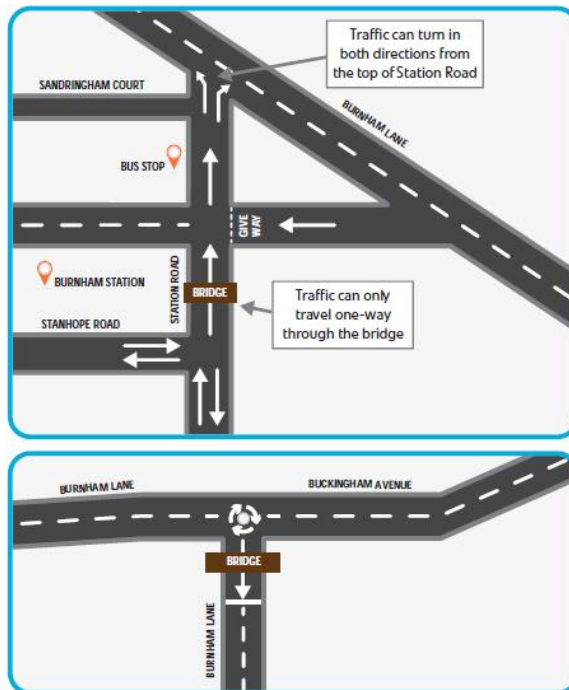 Traffic can turn in
both directions from
the top of Station Road
SANDRINGHAM COURT
BURNHAM LANE
BUS STOP
GIVE
WAY
STATION ROAD
BURNHAM STATION
BRIDGE
Traffic can only
travel one-way
through the bridge
STANHOPE ROAD
BURNHAM LANE
BUCKINGHAM AVENUE
BRIDGE
BURNHAM LANE